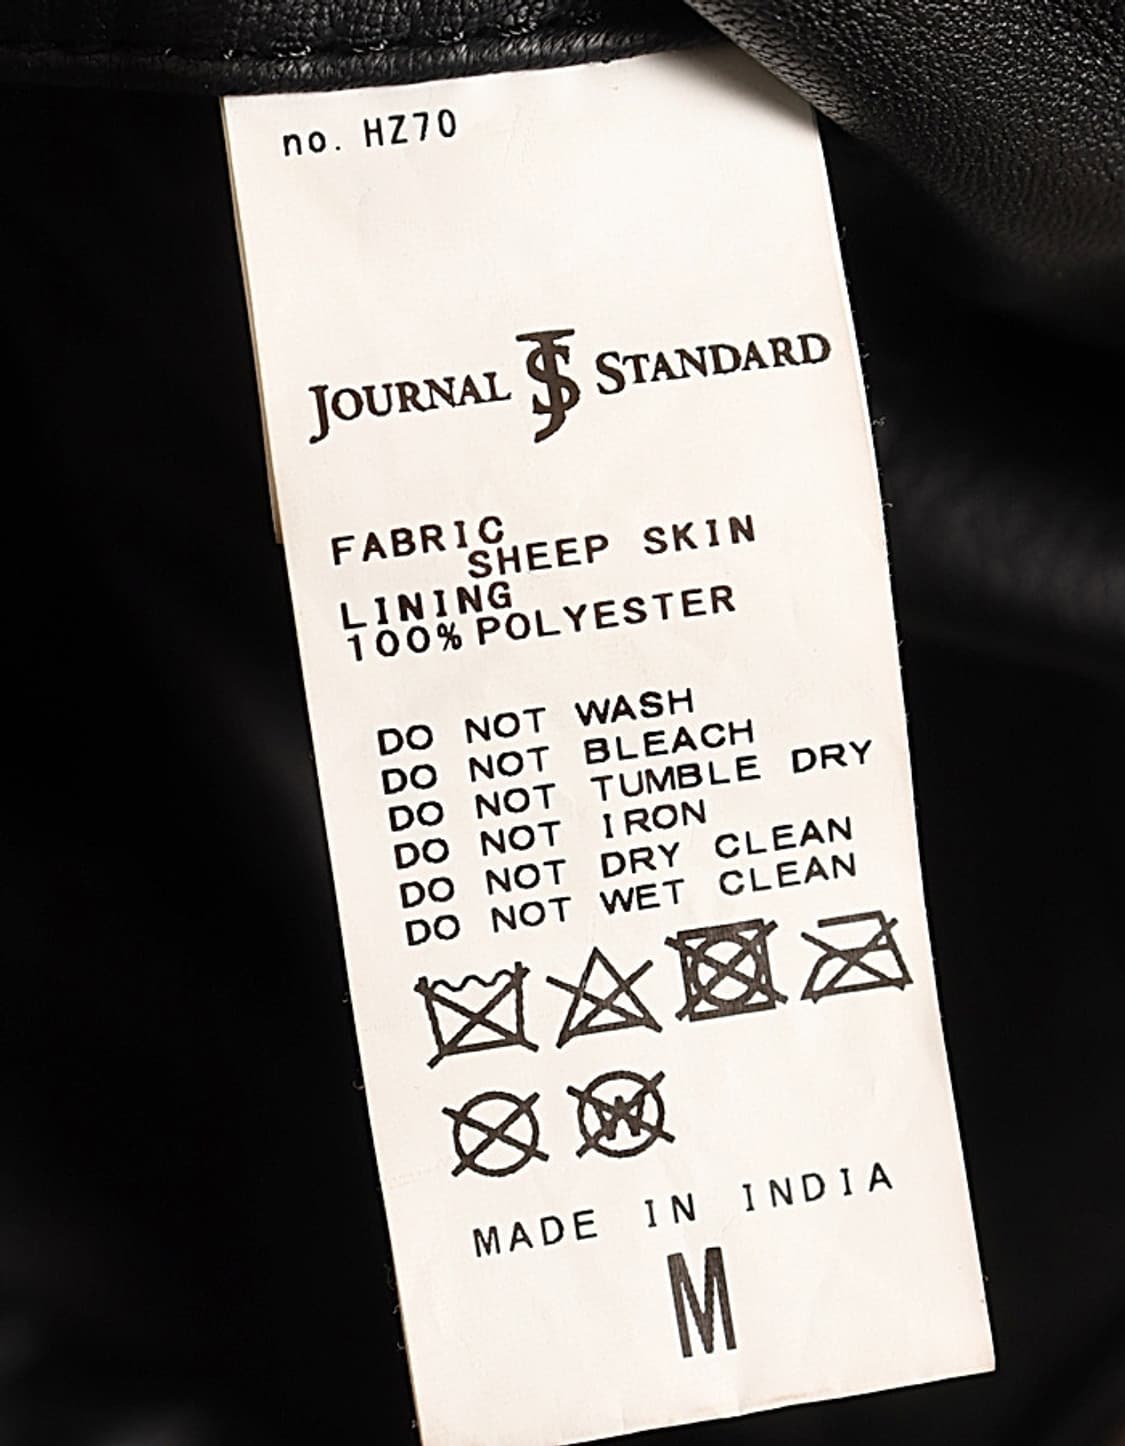 no. HZ70
JOURNAL JS STANDARD
FABRIC
SHEEP SKIN
LINING
100% POLYESTER
DO NOT WASH
DO NOT BLEACH
DO NOT TUMBLE DRY
DO NOT IRON
DO NOT DRY CLEAN
DO NOT WET CLEAN
W
MADE IN INDIA
M